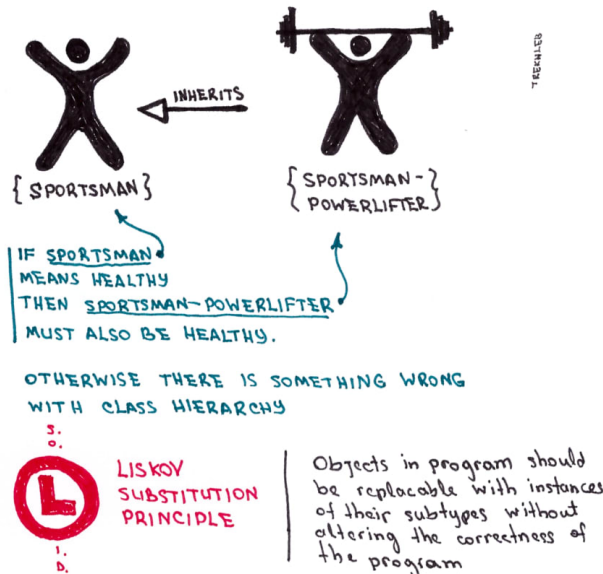 INHERITS
{ SPORTSMAN }
{ SPORTSMAN-
POWERLIFTER }
IF SPORTSMAN
MEANS HEALTHY
THEN SPORTSMAN-POWERLIFTER
MUST ALSO BE HEALTHY.
OTHERWISE THERE IS SOMETHING WRONG
WITH CLASS HIERARCHY
S.
O.
L
I.
D.
LISKOV
SUBSTITUTION
PRINCIPLE
Objects in program should
be replacable with instances
of their subtypes without
altering the correctness of
the program